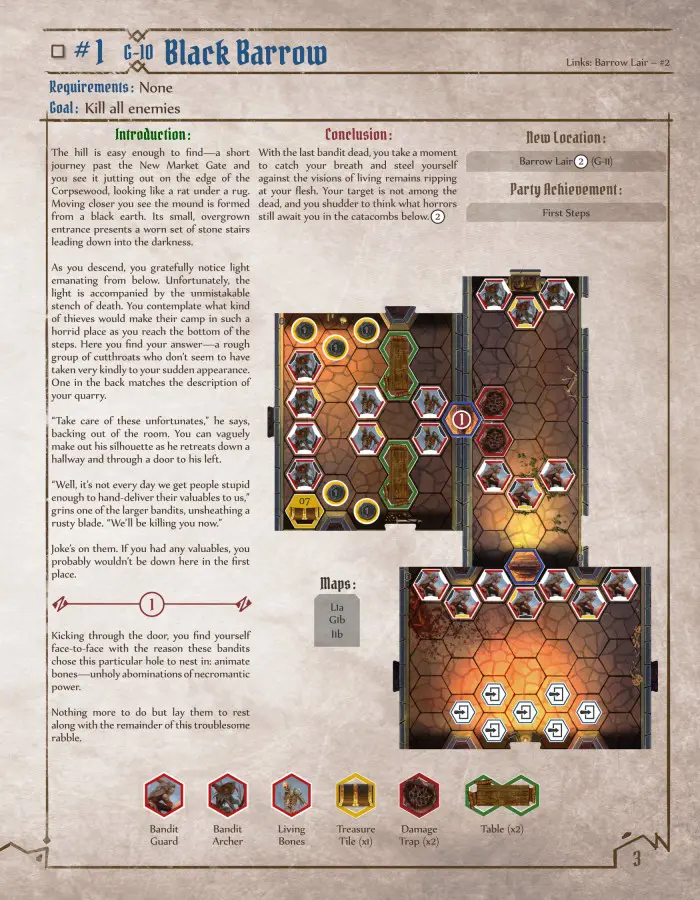 #1 G-10 Black Barrow
Links: Barrow Lair – #2
Requirements: None
Goal: Kill all enemies
Introduction:
The hill is easy enough to find—a short
journey past the New Market Gate and
you see it jutting out on the edge of the
Corpsewood, looking like a rat under a rug.
Moving closer you see the mound is formed
from a black earth. Its small, overgrown
entrance presents a worn set of stone stairs
leading down into the darkness.
As you descend, you gratefully notice light
emanating from below. Unfortunately, the
light is accompanied by the unmistakable
stench of death. You contemplate what kind
of thieves would make their camp in such a
horrid place as you reach the bottom of the
steps. Here you find your answer—a rough
group of cutthroats who don't seem to have
taken very kindly to your sudden appearance.
One in the back matches the description of
your quarry.
"Take care of these unfortunates," he says,
backing out of the room. You can vaguely
make out his silhouette as he retreats down a
hallway and through a door to his left.
"Well, it's not every day we get people stupid
enough to hand-deliver their valuables to us,"
grins one of the larger bandits, unsheathing a
rusty blade. "We'll be killing you now."
Joke's on them. If you had any valuables, you
probably wouldn't be down here in the first
place.
1
Kicking through the door, you find yourself
face-to-face with the reason these bandits
chose this particular hole to nest in: animate
bones—unholy abominations of necromantic
power.
Nothing more to do but lay them to rest
along with the remainder of this troublesome
rabble.
Conclusion:
With the last bandit dead, you take a moment
to catch your breath and steel yourself
against the visions of living remains ripping
at your flesh. Your target is not among the
dead, and you shudder to think what horrors
still await you in the catacombs below. 2
New Location:
Barrow Lair 2 (G-11)
Party Achievement:
First Steps
1
07
Maps:
L1a
G1b
I1b
Bandit
Guard
Bandit
Archer
Living
Bones
Treasure
Tile (x1)
Damage
Trap (x2)
Table (x2)
3